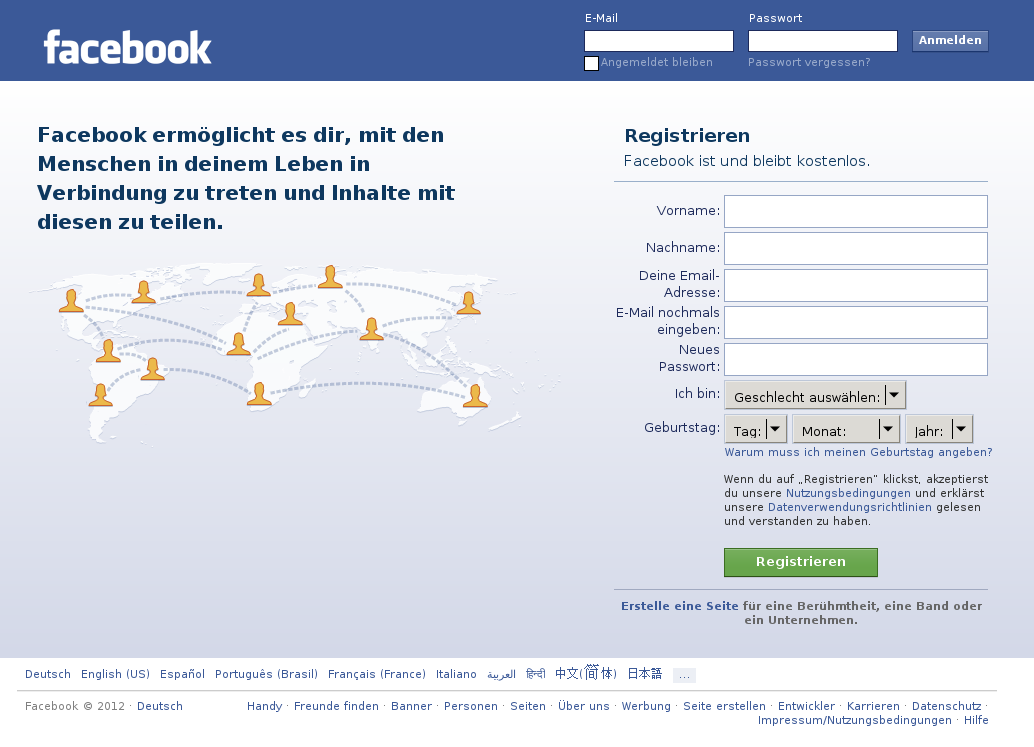 facebook
E-Mail Passwort
Anmelden
Angemeldet bleiben Passwort vergessen?
Facebook ermöglicht es dir, mit den
Menschen in deinem Leben in
Verbindung zu treten und Inhalte mit
diesen zu teilen.
Registrieren
Facebook ist und bleibt kostenlos.
Vorname:
Nachname:
Deine Email-
Adresse:
E-Mail nochmals
eingeben:
Neues
Passwort:
Ich bin: Geschlecht auswählen:
Geburtstag: Tag: Monat: Jahr:
Warum muss ich meinen Geburtstag angeben?
Wenn du auf „Registrieren“ klickst, akzeptierst
du unsere Nutzungsbedingungen und erklärst
unsere Datenverwendungsrichtlinien gelesen
und verstanden zu haben.
Registrieren
Erstelle eine Seite für eine Berühmtheit, eine Band oder
ein Unternehmen.
Deutsch English (US) Español Português (Brasil) Français (France) Italiano العربية हिन्दी 中文(简体) 日本語 ...
Facebook © 2012 · Deutsch
Handy · Freunde finden · Banner · Personen · Seiten · Über uns · Werbung · Seite erstellen · Entwickler · Karrieren · Datenschutz ·
Impressum/Nutzungsbedingungen · Hilfe